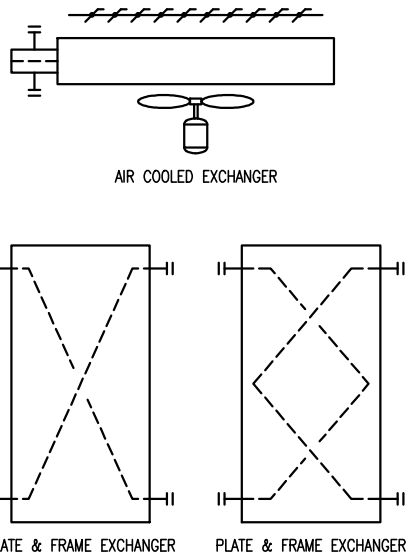 AIR COOLED EXCHANGER
ATE & FRAME EXCHANGER
PLATE & FRAME EXCHANGER